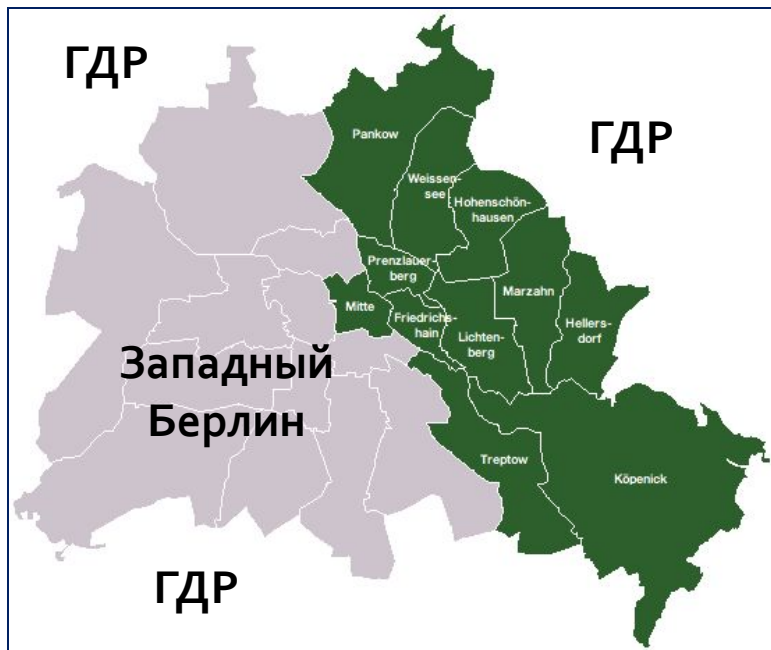 ГДР
ГДР
Pankow
Weissen-
see
Hohenschön-
hausen
Prenzlauer-
berg
Mitte
Friedrichs-
hain
Marzahn
Lichten-
berg
Hellers-
dorf
Западный
Берлин
Treptow
Köpenick
ГДР